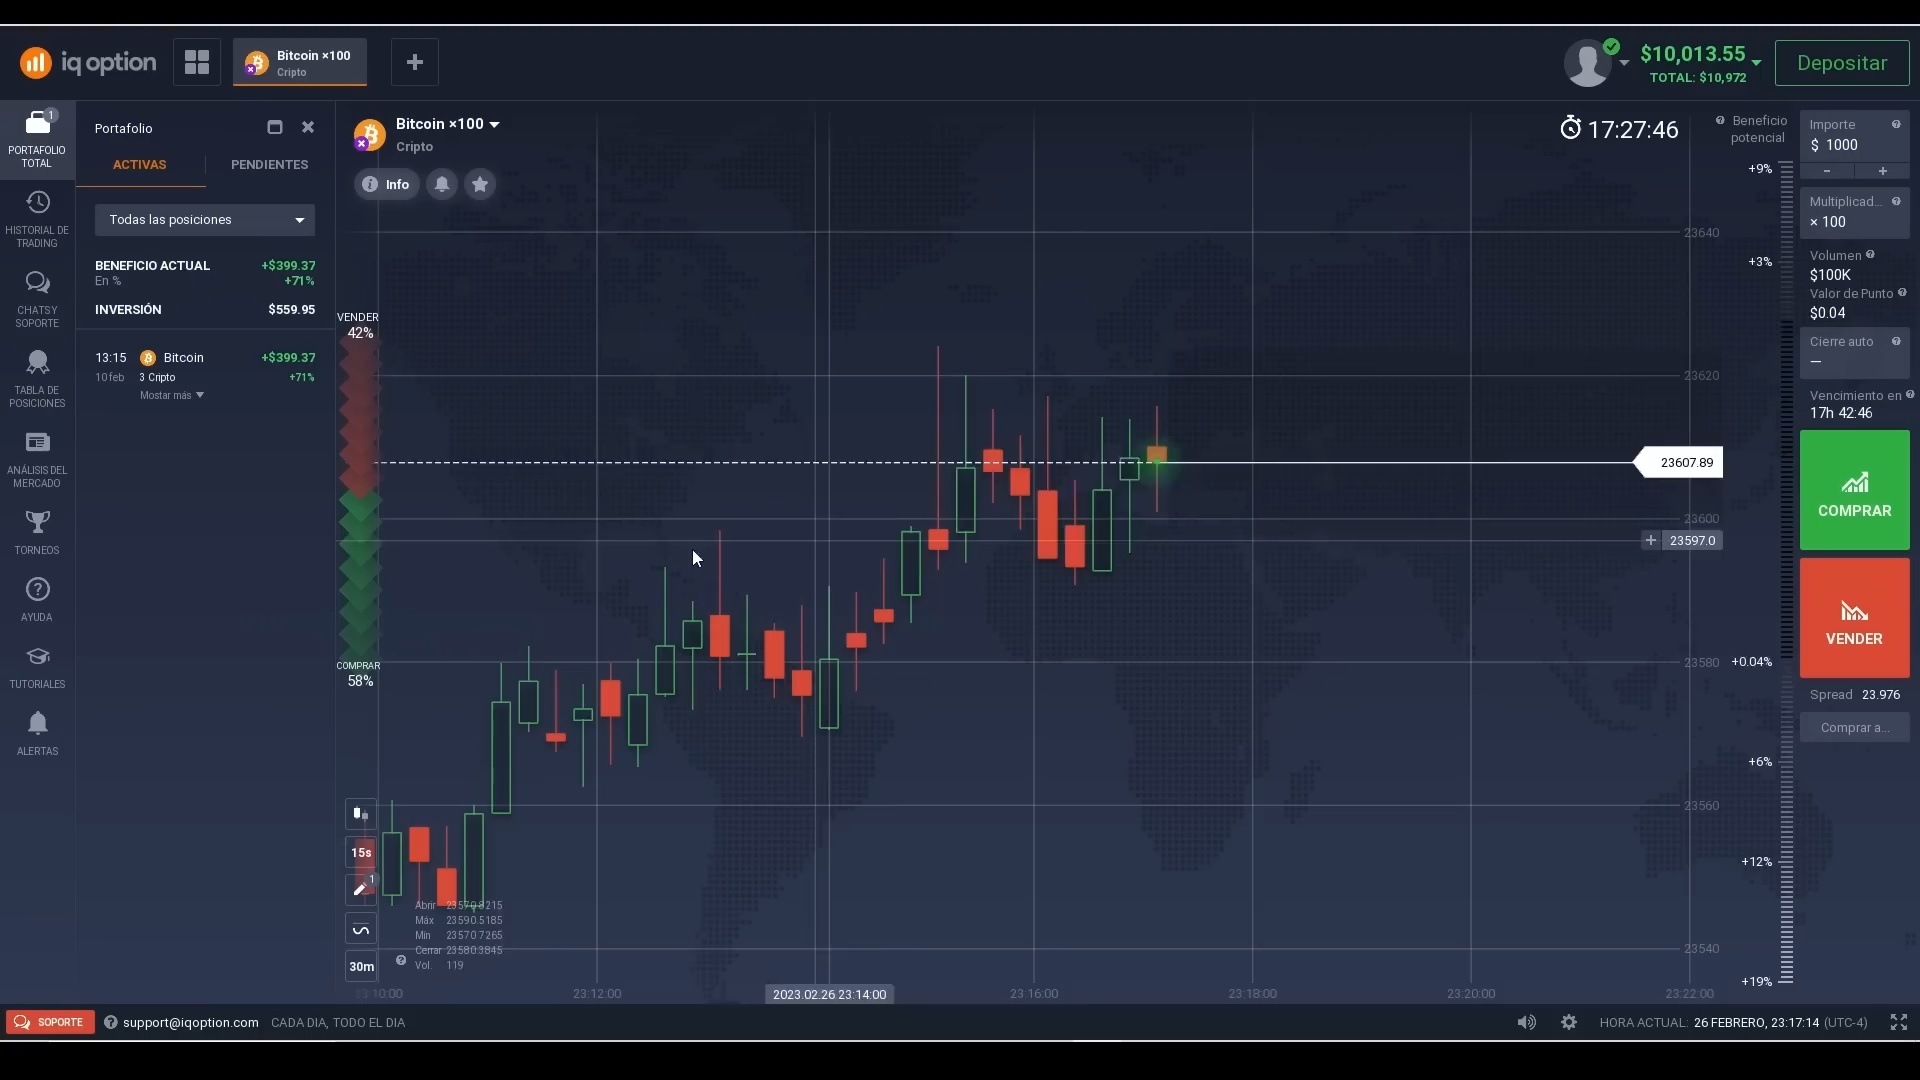 iq option
Bitcoin ×100
Cripto
$10,013.55
TOTAL: $10,972
Depositar
1
PORTAFOLIO
TOTAL
HISTORIAL DE
TRADING
CHATS Y
SOPORTE
TABLA DE
POSICIONES
ANÁLISIS DEL
MERCADO
TORNEOS
AYUDA
TUTORIALES
ALERTAS
Portafolio
ACTIVAS
PENDIENTES
Todas las posiciones
BENEFICIO ACTUAL +$399.37
En % +71%
INVERSIÓN $559.95
13:15 Bitcoin +$399.37
10 feb 3 Cripto +71%
Mostar más
Bitcoin ×100
Cripto
Info
17:27:46
VENDER
42%
COMPRAR
58%
15s
1
30m
Abrir 23570.8215
Máx 23590.5185
Mín 23570.7265
Cerrar 23580.3845
Vol. 119
23640
23620
23607.89
23600
23597.0
23580
23560
23540
23:10:00
23:12:00
2023.02.26 23:14:00
23:16:00
23:18:00
23:20:00
23:22:00
Beneficio
potencial
+9%
+3%
+0.04%
+6%
+12%
+19%
Importe
$ 1000
- +
Multiplicad...
× 100
Volumen
$100K
Valor de Punto
$0.04
Cierre auto
—
Vencimiento en
17h 42:46
COMPRAR
VENDER
Spread 23.976
Comprar a...
SOPORTE
support@iqoption.com
CADA DIA, TODO EL DIA
HORA ACTUAL: 26 FEBRERO, 23:17:14 (UTC-4)